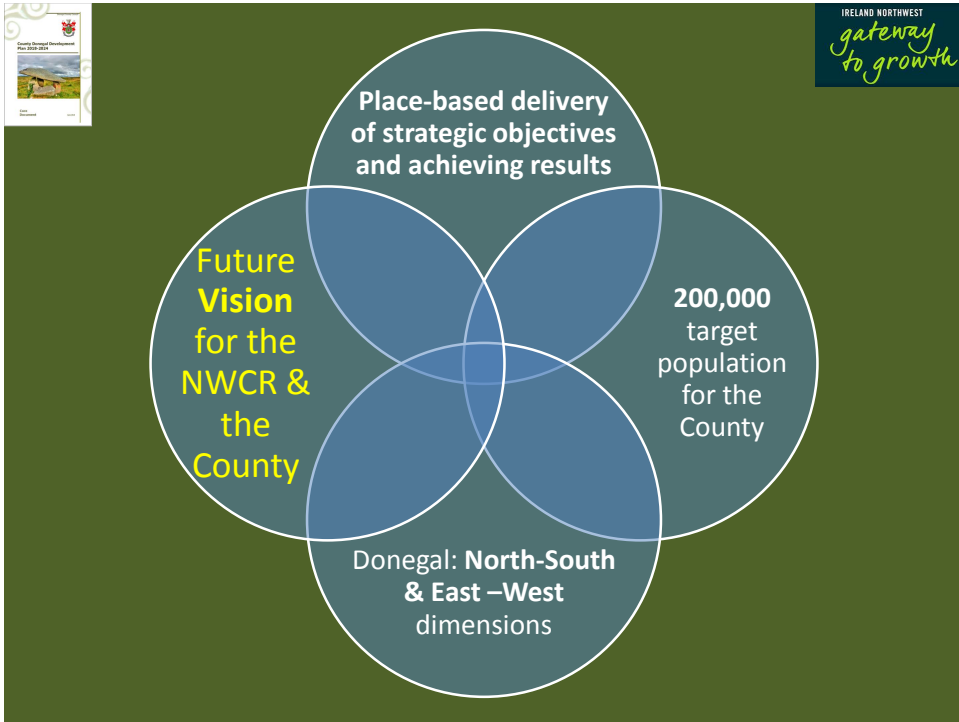 County Donegal Development
Plan 2018-2024
IRELAND NORTHWEST
gateway
to growth
Place-based delivery
of strategic objectives
and achieving results
Future
Vision
for the
NWCR &
the
County
200,000
target
population
for the
County
Donegal: North-South
& East –West
dimensions